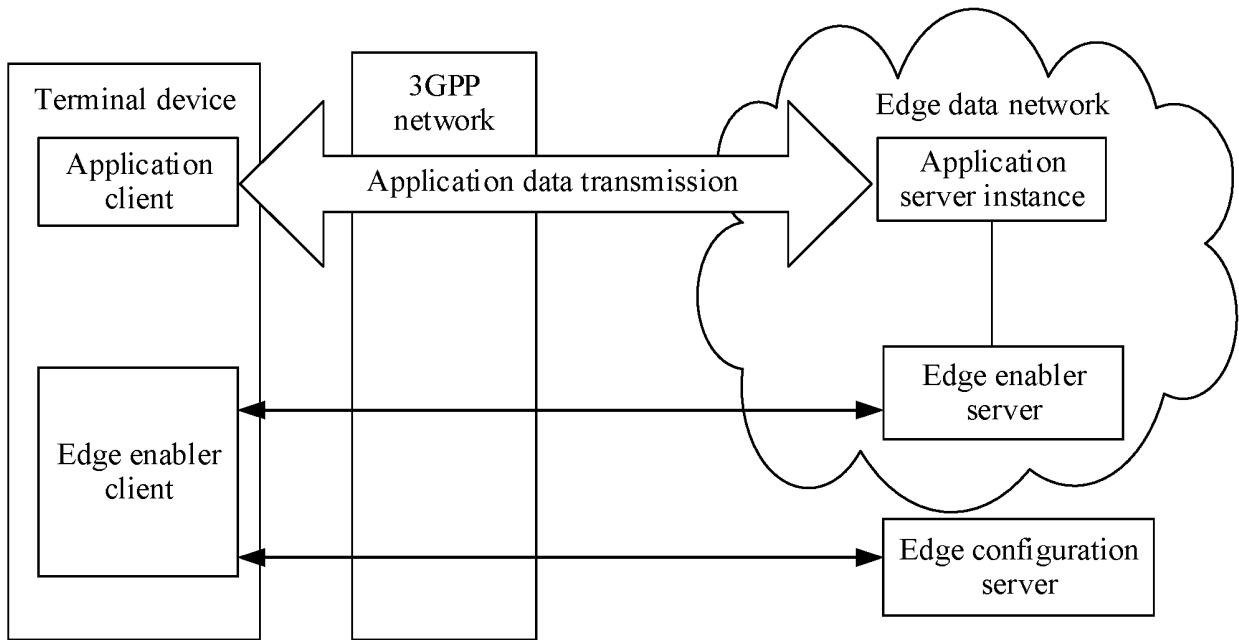 Terminal device
3GPP
network
Edge data network
Application
client
Application data transmission
Application
server instance
Edge enabler
server
Edge enabler
client
Edge configuration
server